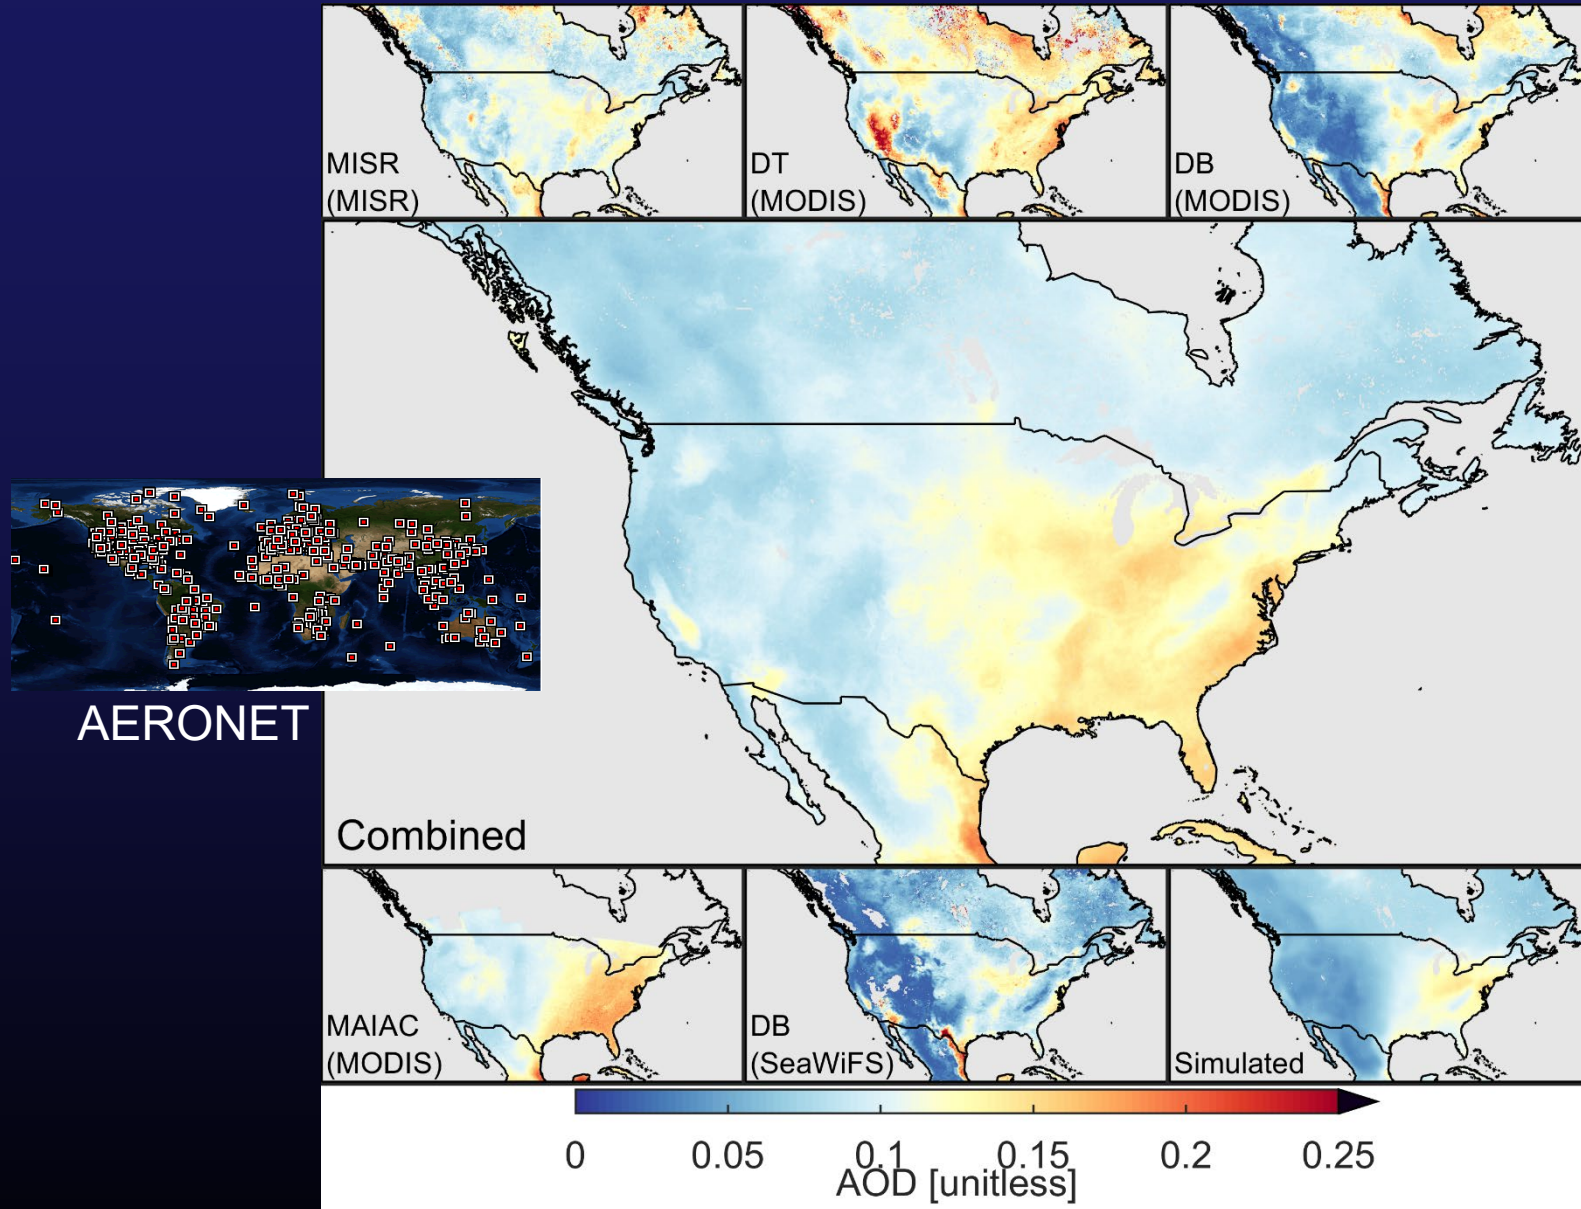 MISR
(MISR)
DT
(MODIS)
DB
(MODIS)
AERONET
Combined
MAIAC
(MODIS)
DB
(SeaWiFS)
Simulated
0 0.05 0.1 0.15 0.2 0.25
AOD [unitless]